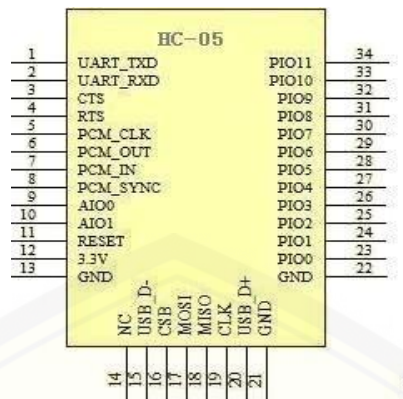 HC-05
1 UART_TXD PIO11 34
2 UART_RXD PIO10 33
3 CTS PIO9 32
4 RTS PIO8 31
5 PCM_CLK PIO7 30
6 PCM_OUT PIO6 29
7 PCM_IN PIO5 28
8 PCM_SYNC PIO4 27
9 AIO0 PIO3 26
10 AIO1 PIO2 25
11 RESET PIO1 24
12 3.3V PIO0 23
13 GND GND 22
NC USB_D- CSB MOSI MISO CLK USB_D+ GND
14 15 16 17 18 19 20 21